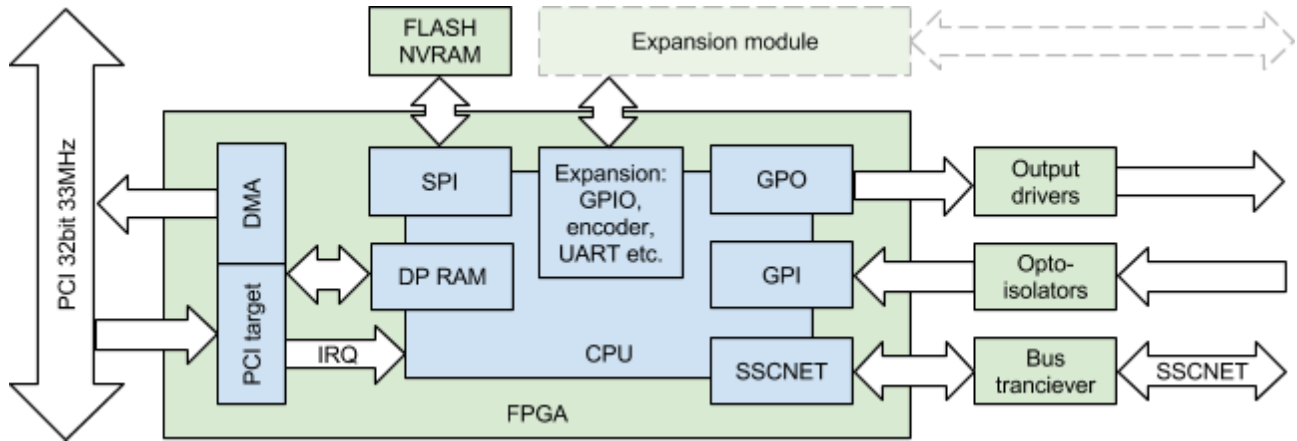 FLASH
NVRAM
Expansion module
PCI 32bit 33MHz
DMA
SPI
Expansion:
GPIO,
encoder,
UART etc.
GPO
Output
drivers
DP RAM
GPI
Opto-
isolators
PCI target
IRQ
CPU
SSCNET
Bus
tranciever
SSCNET
FPGA